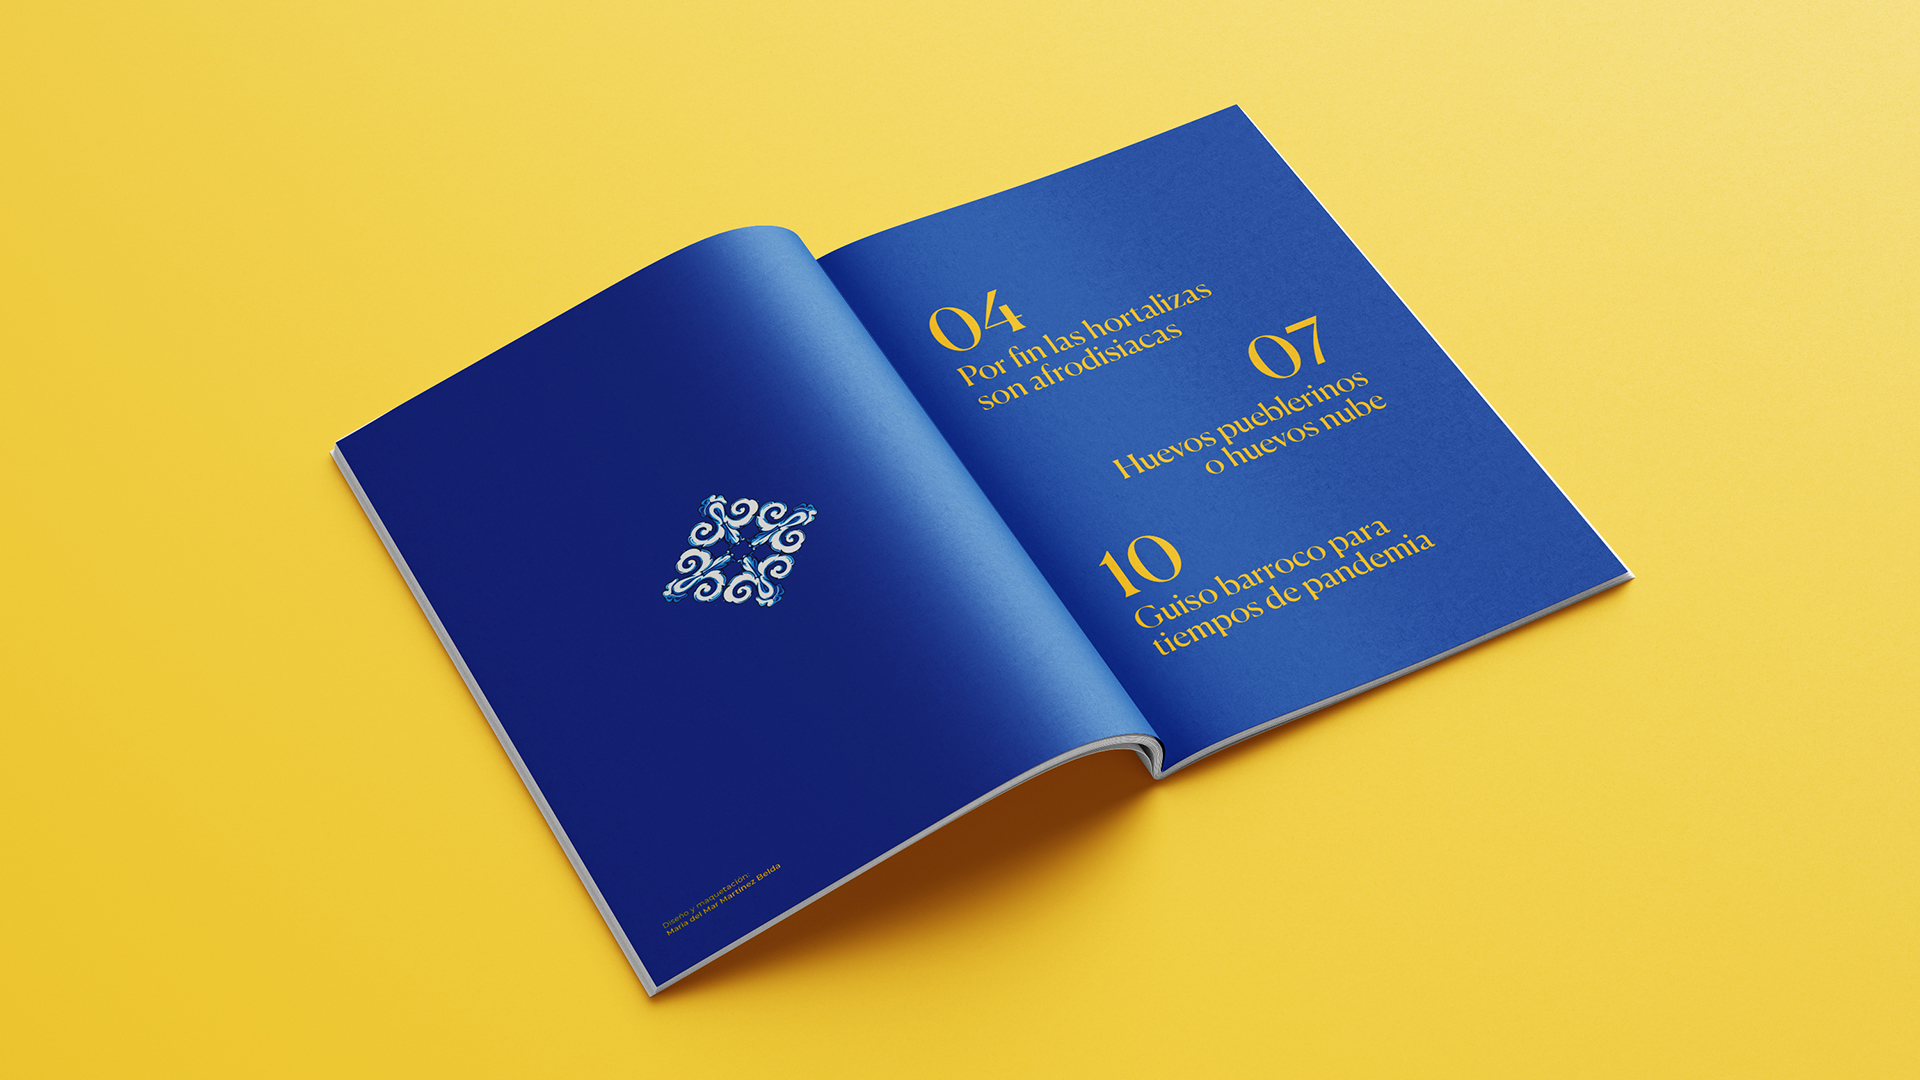 Diseño y maquetación:
María del Mar Martínez Belda
04
Por fin las hortalizas
son afrodisiacas
07
Huevos pueblerinos
o huevos nube
10
Guiso barroco para
tiempos de pandemia